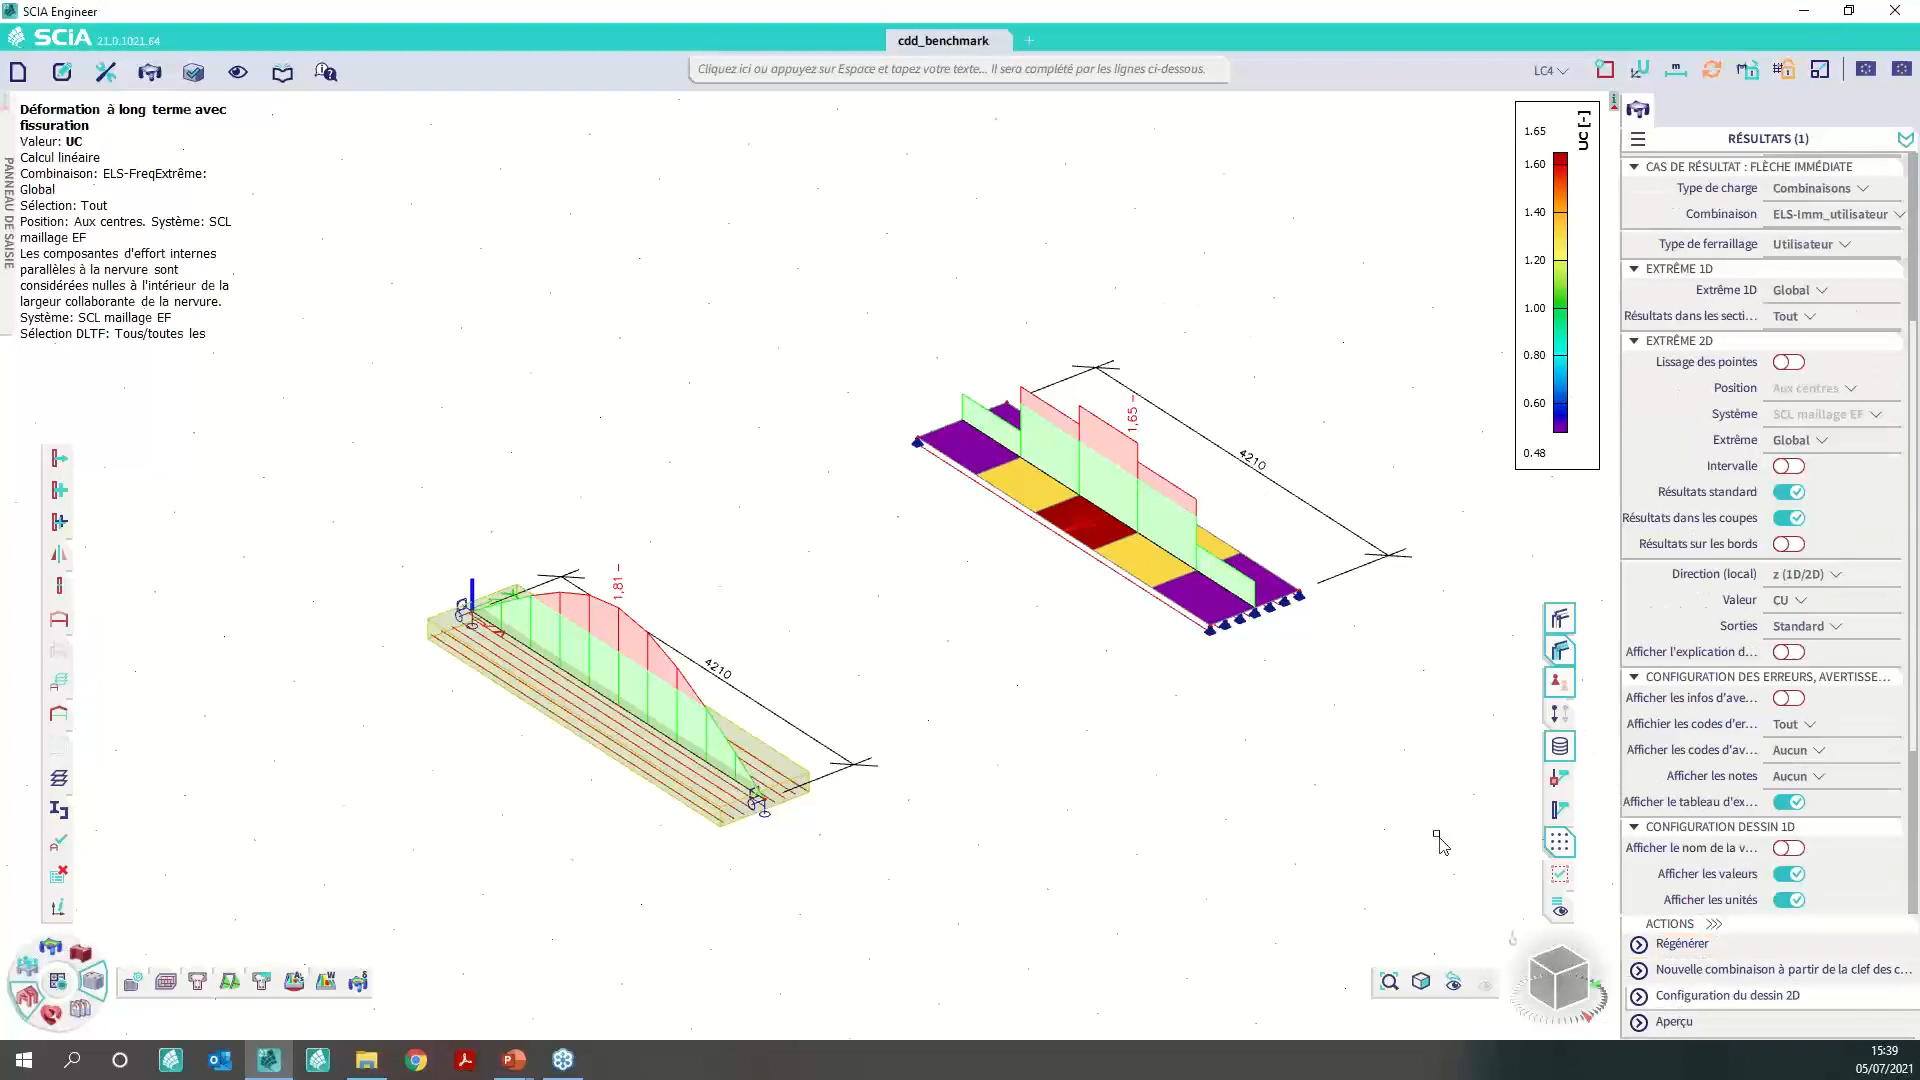 SCIA Engineer
SCiA 21.0.1021.64
cdd_benchmark
Cliquez ici ou appuyez sur Espace et tapez votre texte... Il sera complété par les lignes ci-dessous.
LC4
Déformation à long terme avec
fissuration
Valeur: UC
Calcul linéaire
Combinaison: ELS-FreqExtrême:
Global
Sélection: Tout
Position: Aux centres. Système: SCL
maillage EF
Les composantes d'effort internes
parallèles à la nervure sont
considérées nulles à l'intérieur de la
largeur collaborante de la nervure.
Système: SCL maillage EF
Sélection DLTF: Tous/toutes les
PANNEAU DE SAISIE
1,81
4210
1,65
4210
UC [-]
1.65
1.60
1.40
1.20
1.00
0.80
0.60
0.48
RÉSULTATS (1)
CAS DE RÉSULTAT : FLÈCHE IMMÉDIATE
Type de charge Combinaisons
Combinaison ELS-Imm_utilisateur
Type de ferraillage Utilisateur
EXTRÊME 1D
Extrême 1D Global
Résultats dans les secti... Tout
EXTRÊME 2D
Lissage des pointes
Position Aux centres
Système SCL maillage EF
Extrême Global
Intervalle
Résultats standard
Résultats dans les coupes
Résultats sur les bords
Direction (local) z (1D/2D)
Valeur CU
Sorties Standard
Afficher l'explication d...
CONFIGURATION DES ERREURS, AVERTISSE...
Afficher les infos d'ave...
Affichier les codes d'er... Tout
Afficher les codes d'av... Aucun
Afficher les notes Aucun
Afficher le tableau d'ex...
CONFIGURATION DESSIN 1D
Afficher le nom de la v...
Afficher les valeurs
Afficher les unités
ACTIONS >>>
Régénérer
Nouvelle combinaison à partir de la clef des c...
Configuration du dessin 2D
Aperçu
15:39
05/07/2021